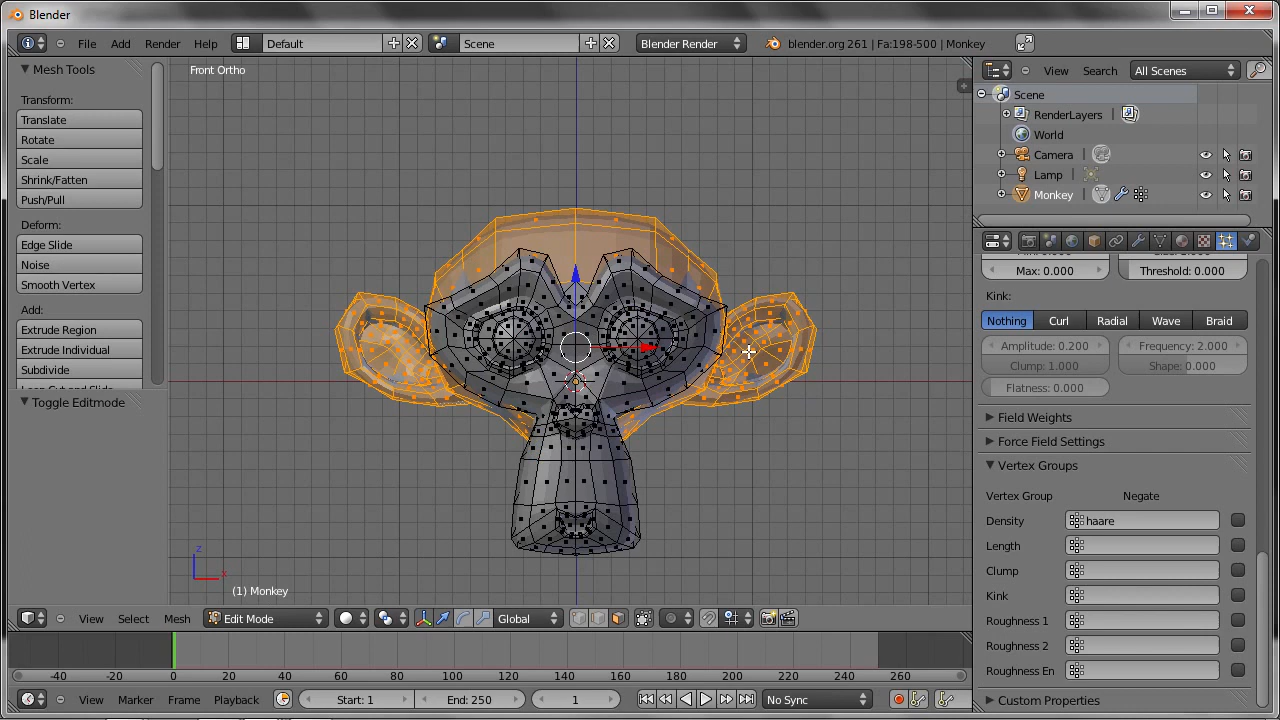 Blender
File Add Render Help Default Scene Blender Render blender.org 261 | Fa:198-500 | Monkey
Mesh Tools
Transform:
Translate
Rotate
Scale
Shrink/Fatten
Push/Pull
Deform:
Edge Slide
Noise
Smooth Vertex
Add:
Extrude Region
Extrude Individual
Subdivide
Loop Cut and Slide
Toggle Editmode
Front Ortho
z
x
(1) Monkey
View Select Mesh Edit Mode Global
-40 -20 0 20 40 60 80 100 120 140 160 180 200 220 240 260
View Marker Frame Playback Start: 1 End: 250 1 No Sync
View Search All Scenes
Scene
RenderLayers |
World
Camera |
Lamp |
Monkey |
Max: 0.000 Threshold: 0.000
Kink:
Nothing Curl Radial Wave Braid
Amplitude: 0.200 Frequency: 2.000
Clump: 1.000 Shape: 0.000
Flatness: 0.000
Field Weights
Force Field Settings
Vertex Groups
Vertex Group Negate
Density haare
Length
Clump
Kink
Roughness 1
Roughness 2
Roughness En
Custom Properties